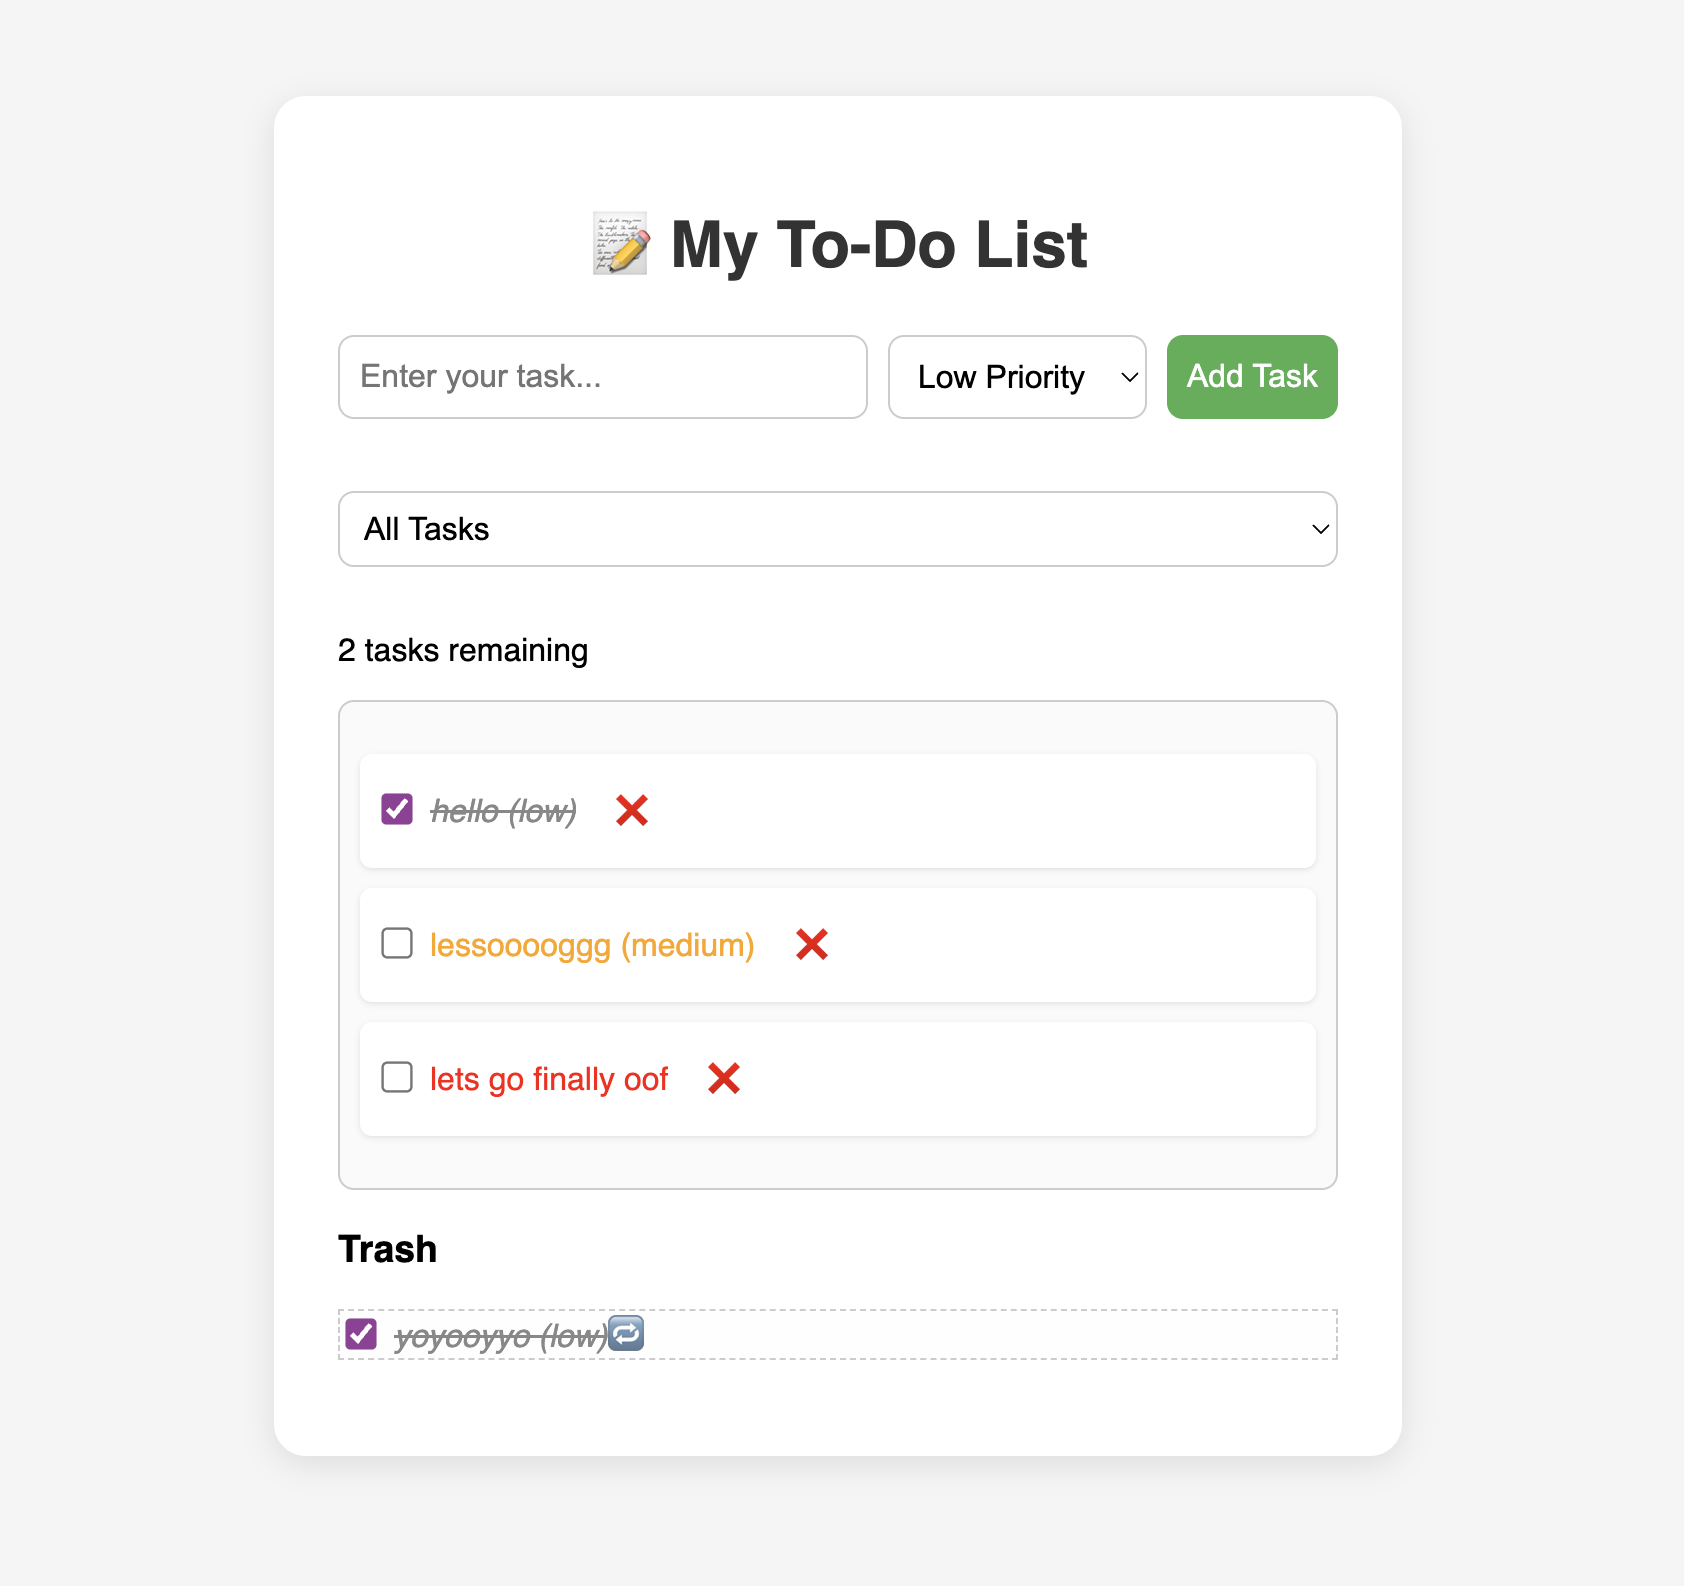 My To-Do List
Enter your task...
Low Priority
Add Task
All Tasks
2 tasks remaining
hello (low)
lessooooggg (medium)
lets go finally oof
Trash
yoyooyyo (low)